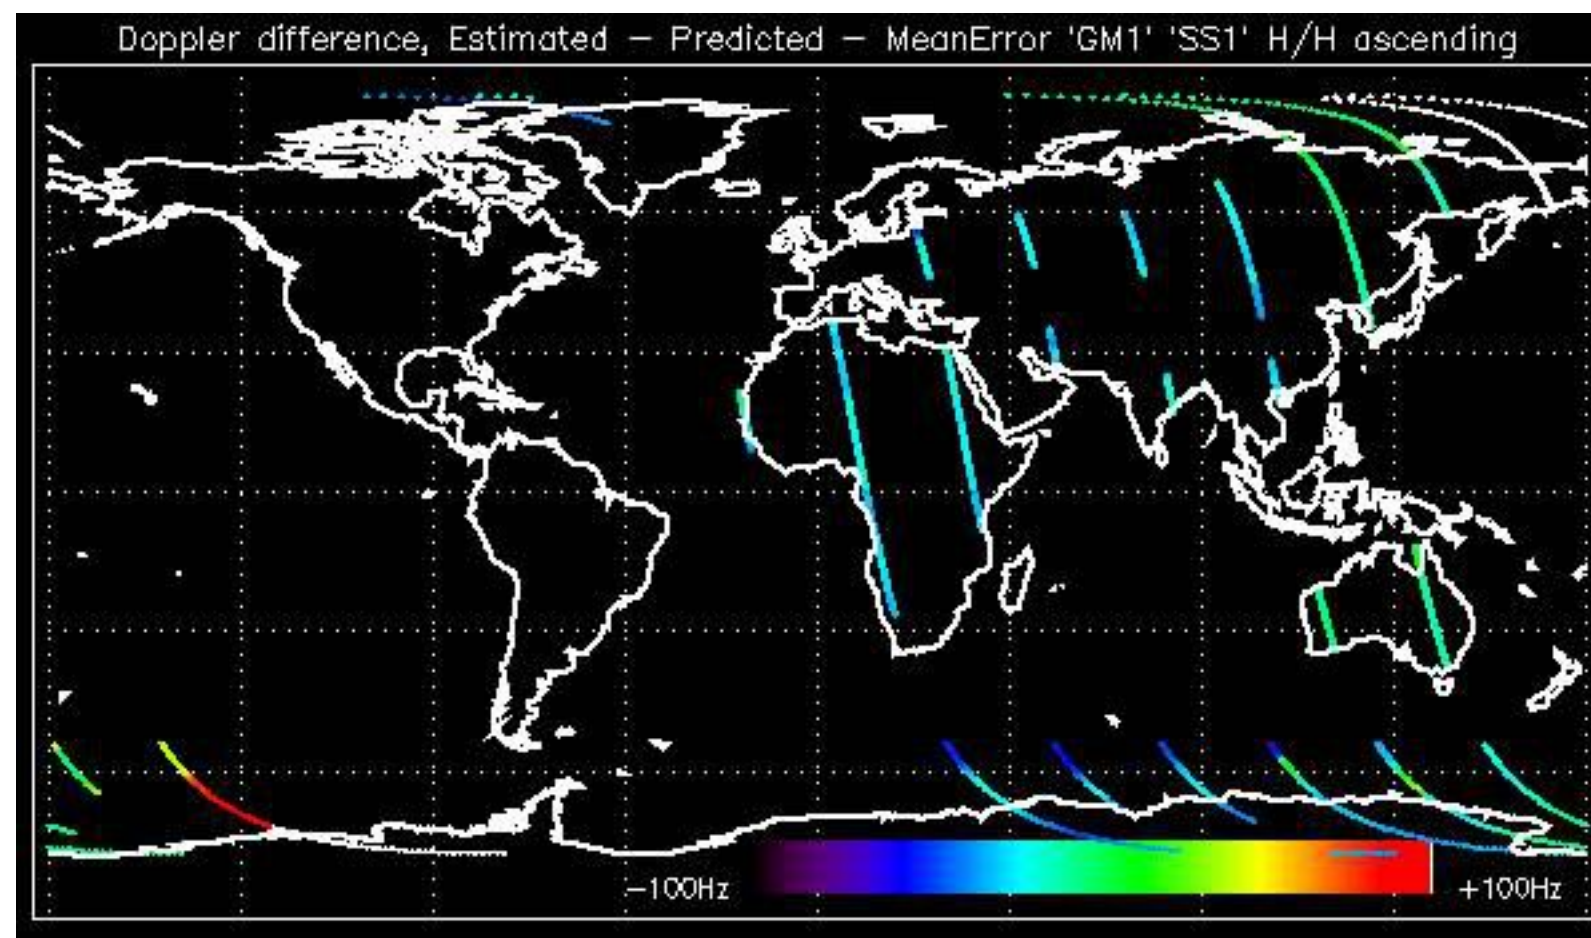 Doppler difference, Estimated - Predicted - MeanError 'GM1' 'SS1' H/H ascending
-100Hz
+100Hz